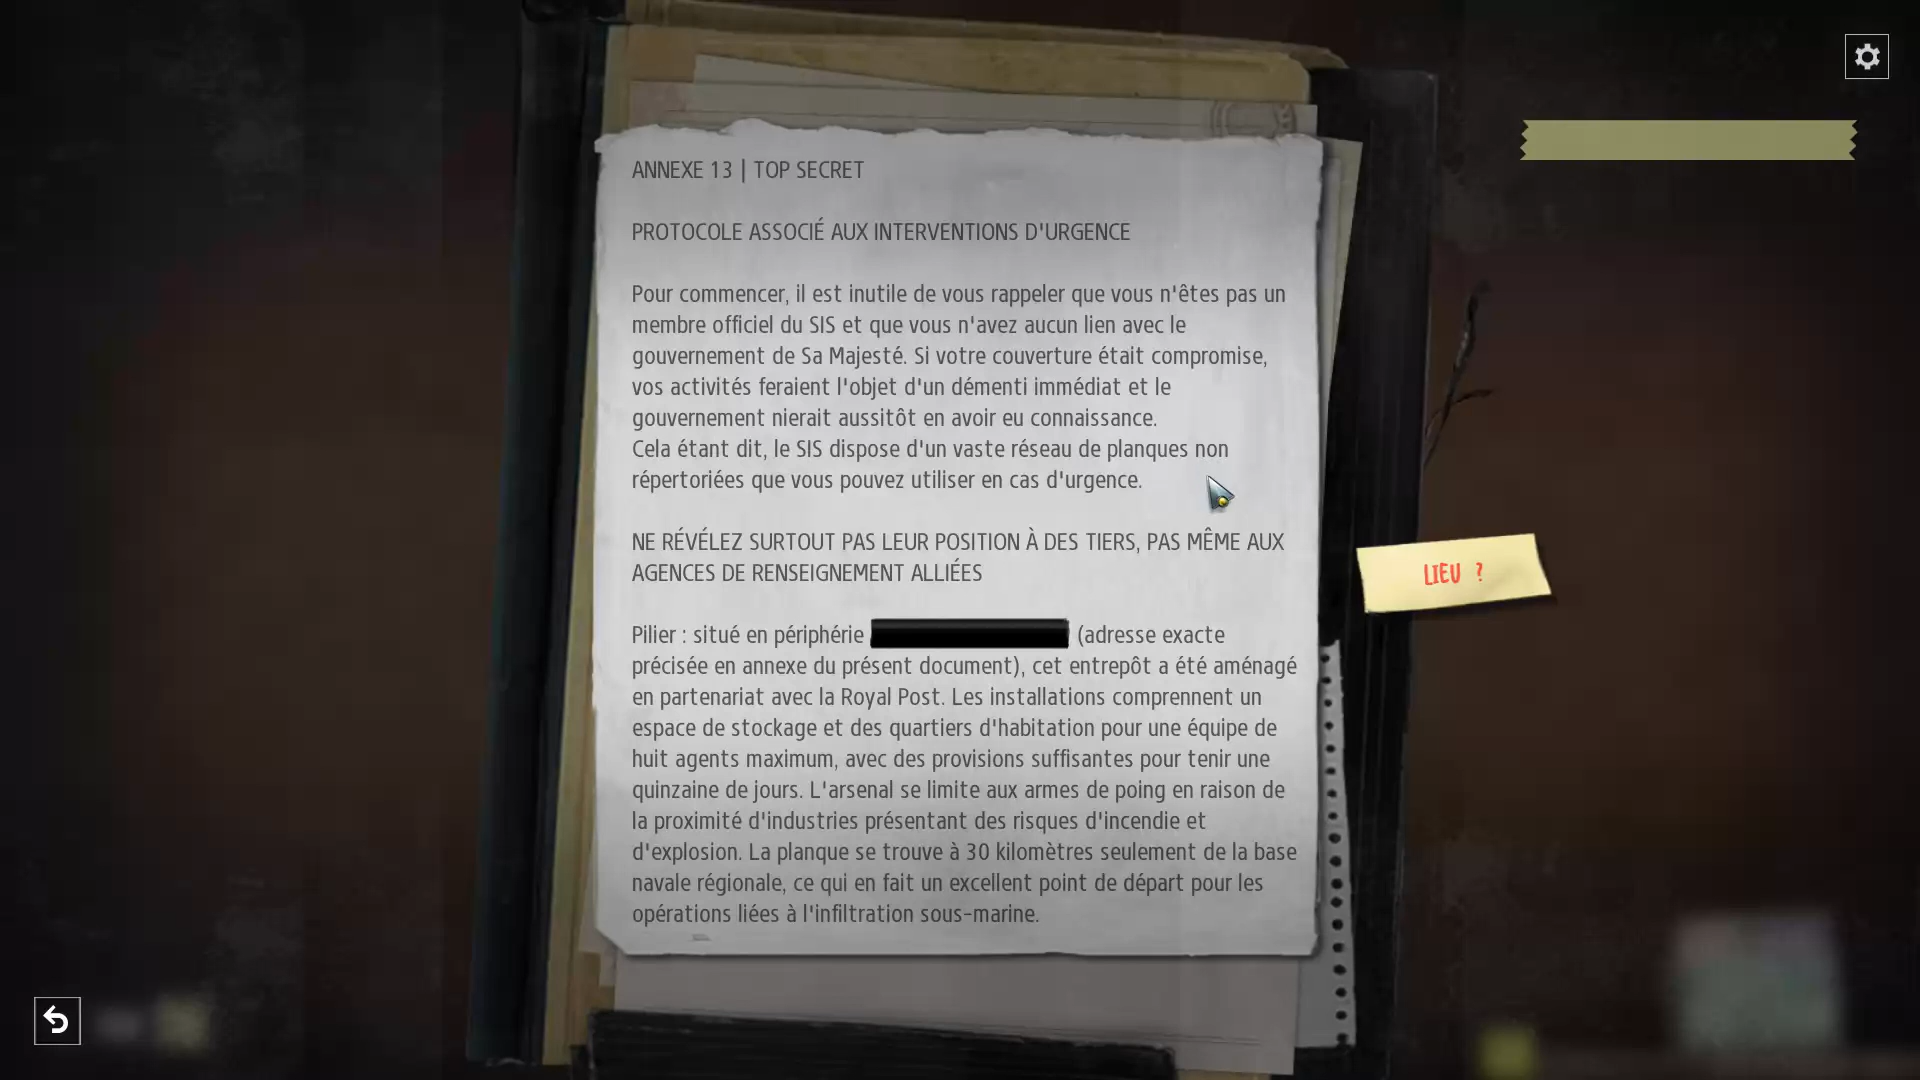 ANNEXE 13 | TOP SECRET
PROTOCOLE ASSOCIÉ AUX INTERVENTIONS D'URGENCE
Pour commencer, il est inutile de vous rappeler que vous n'êtes pas un
membre officiel du SIS et que vous n'avez aucun lien avec le
gouvernement de Sa Majesté. Si votre couverture était compromise,
vos activités feraient l'objet d'un démenti immédiat et le
gouvernement nierait aussitôt en avoir eu connaissance.
Cela étant dit, le SIS dispose d'un vaste réseau de planques non
répertoriées que vous pouvez utiliser en cas d'urgence.
NE RÉVÉLEZ SURTOUT PAS LEUR POSITION À DES TIERS, PAS MÊME AUX
AGENCES DE RENSEIGNEMENT ALLIÉES
LIEU ?
Pilier : situé en périphérie (adresse exacte
précisée en annexe du présent document), cet entrepôt a été aménagé
en partenariat avec la Royal Post. Les installations comprennent un
espace de stockage et des quartiers d'habitation pour une équipe de
huit agents maximum, avec des provisions suffisantes pour tenir une
quinzaine de jours. L'arsenal se limite aux armes de poing en raison de
la proximité d'industries présentant des risques d'incendie et
d'explosion. La planque se trouve à 30 kilomètres seulement de la base
navale régionale, ce qui en fait un excellent point de départ pour les
opérations liées à l'infiltration sous-marine.